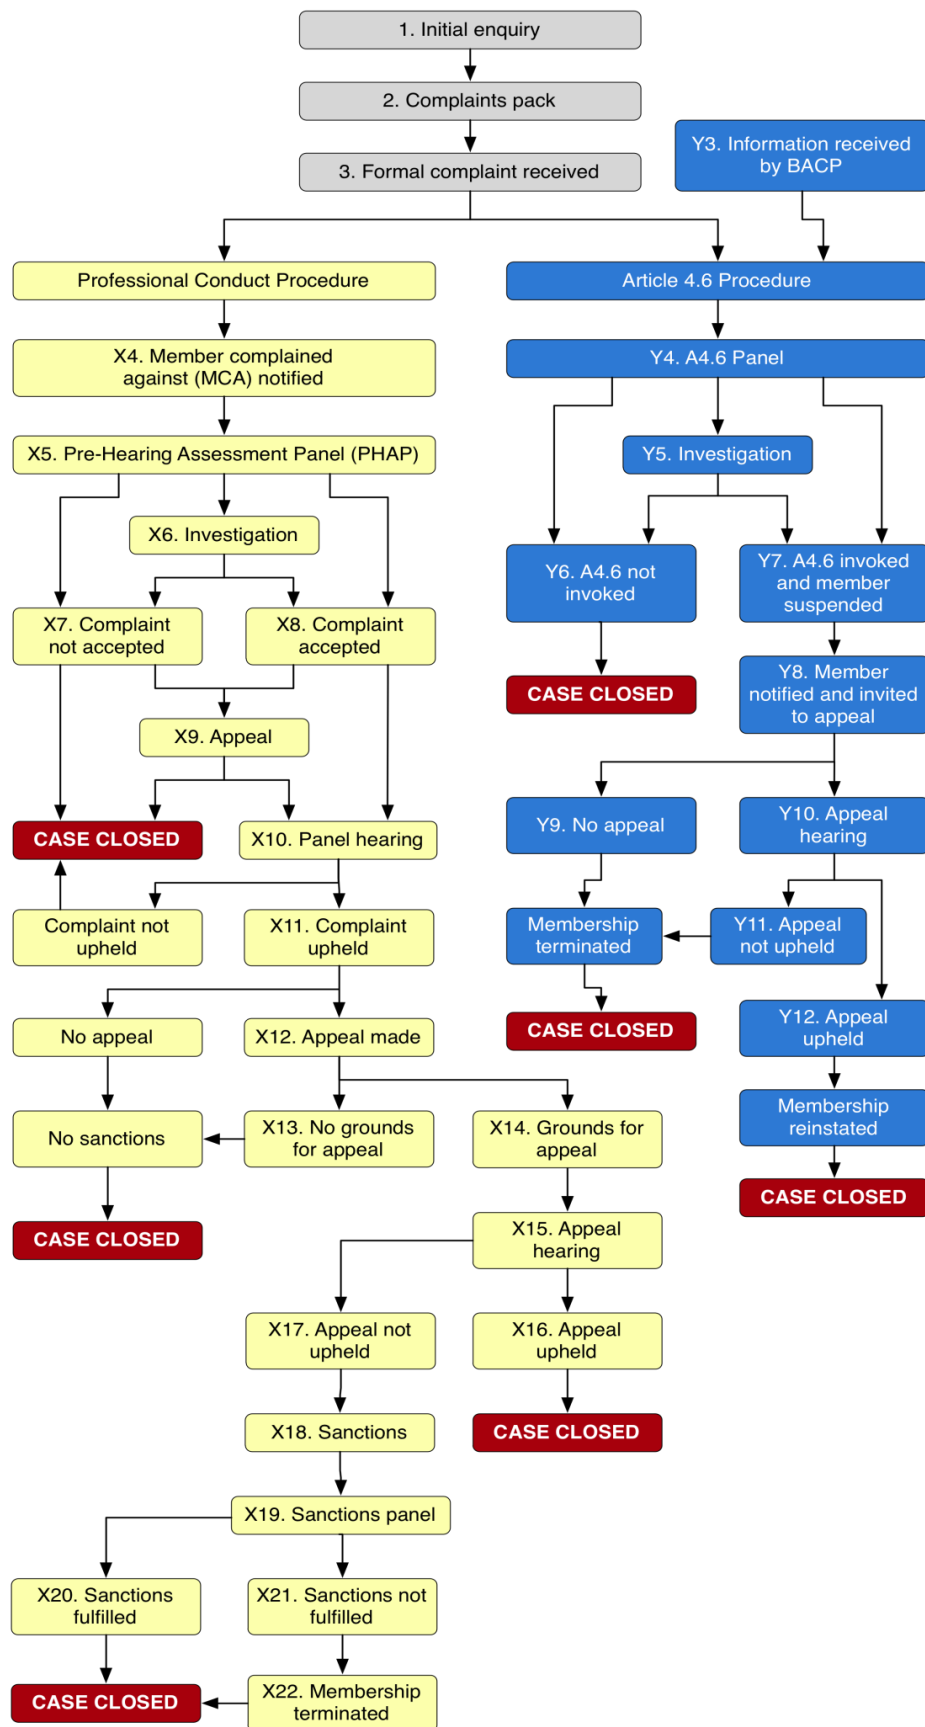 1. Initial enquiry
2. Complaints pack
3. Formal complaint received
Y3. Information received
by BACP
Professional Conduct Procedure
Article 4.6 Procedure
X4. Member complained
against (MCA) notified
Y4. A4.6 Panel
X5. Pre-Hearing Assessment Panel (PHAP)
Y5. Investigation
X6. Investigation
Y6. A4.6 not
invoked
Y7. A4.6 invoked
and member
suspended
X7. Complaint
not accepted
X8. Complaint
accepted
CASE CLOSED
Y8. Member
notified and invited
to appeal
X9. Appeal
CASE CLOSED
X10. Panel hearing
Y9. No appeal
Y10. Appeal
hearing
Complaint not
upheld
X11. Complaint
upheld
Membership
terminated
Y11. Appeal
not upheld
No appeal
X12. Appeal made
CASE CLOSED
Y12. Appeal
upheld
No sanctions
X13. No grounds
for appeal
X14. Grounds for
appeal
Membership
reinstated
CASE CLOSED
CASE CLOSED
X15. Appeal
hearing
X17. Appeal not
upheld
X16. Appeal
upheld
X18. Sanctions
CASE CLOSED
X19. Sanctions panel
X20. Sanctions
fulfilled
X21. Sanctions not
fulfilled
CASE CLOSED
X22. Membership
terminated